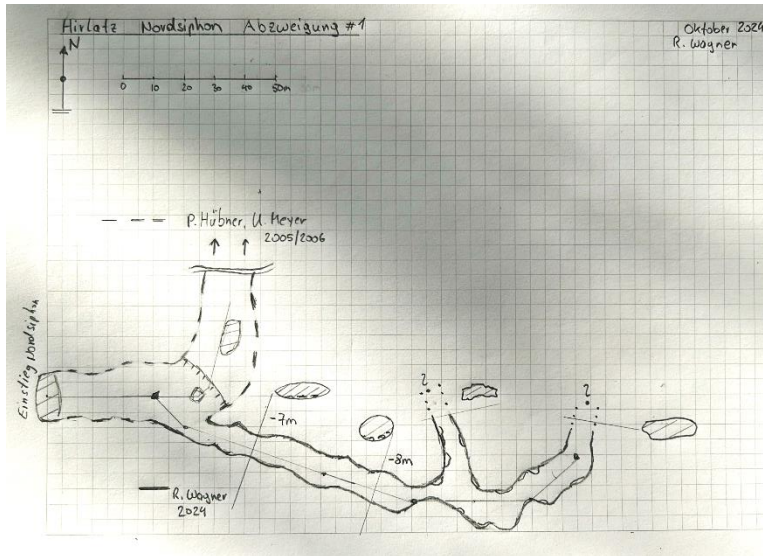 Hirlatz Nordsiphon Abzweigung #1
Oktober 2024
R. Wagner
N
0 10 20 30 40 50m
P. Hübner, U. Meyer
2005/2006
Einstieg Nordsiphon
-7m
-8m
?
?
R. Wagner
2024